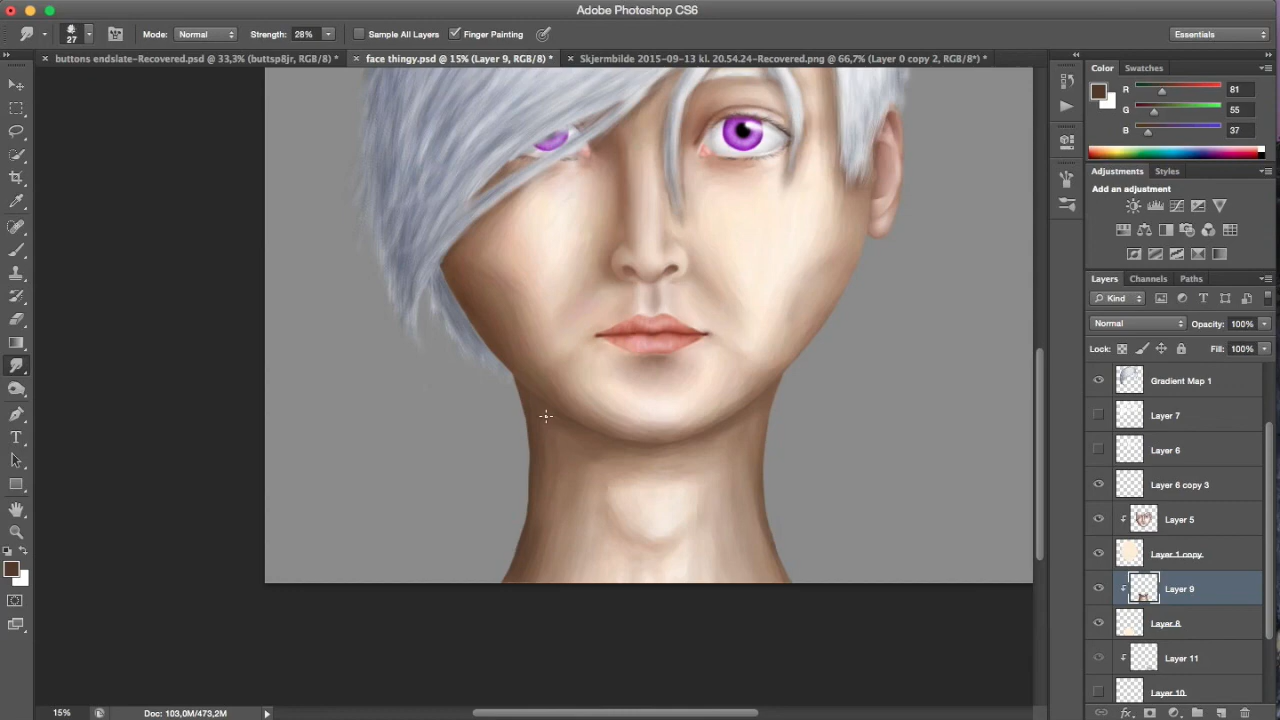 Adobe Photoshop CS6
27 Mode: Normal Strength: 28% Sample All Layers Finger Painting Essentials
buttons endslate-Recovered.psd @ 33,3% (buttsp8jr, RGB/8) * face thingy.psd @ 15% (Layer 9, RGB/8) * Skjermbilde 2015-09-13 kl. 20.54.24-Recovered.png @ 66,7% (Layer 0 copy 2, RGB/8*) *
Color Swatches
R 81
G 55
B 37
Adjustments Styles
Add an adjustment
Layers Channels Paths
Kind
Normal Opacity: 100%
Lock: Fill: 100%
Gradient Map 1
Layer 7
Layer 6
Layer 6 copy 3
Layer 5
Layer 1 copy
Layer 9
Layer 8
Layer 11
Layer 10
15% Doc: 103,0M/473,2M